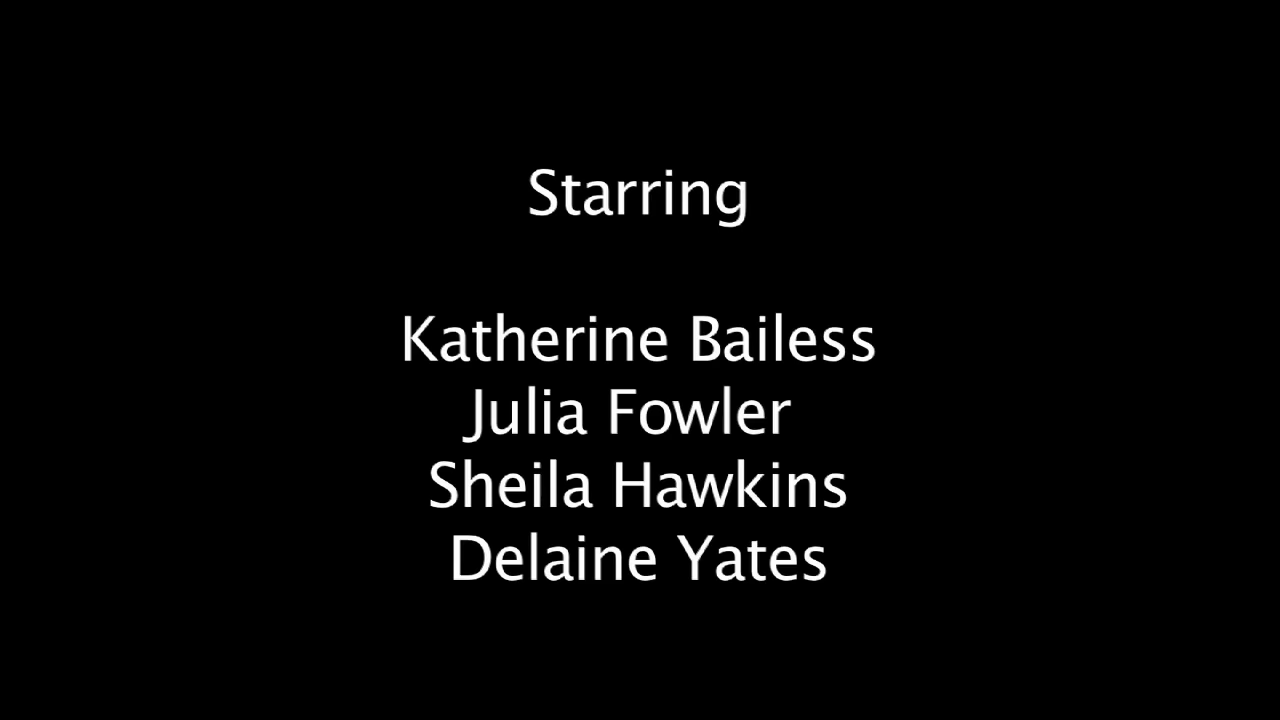 Starring
Katherine Bailess
Julia Fowler
Sheila Hawkins
Delaine Yates